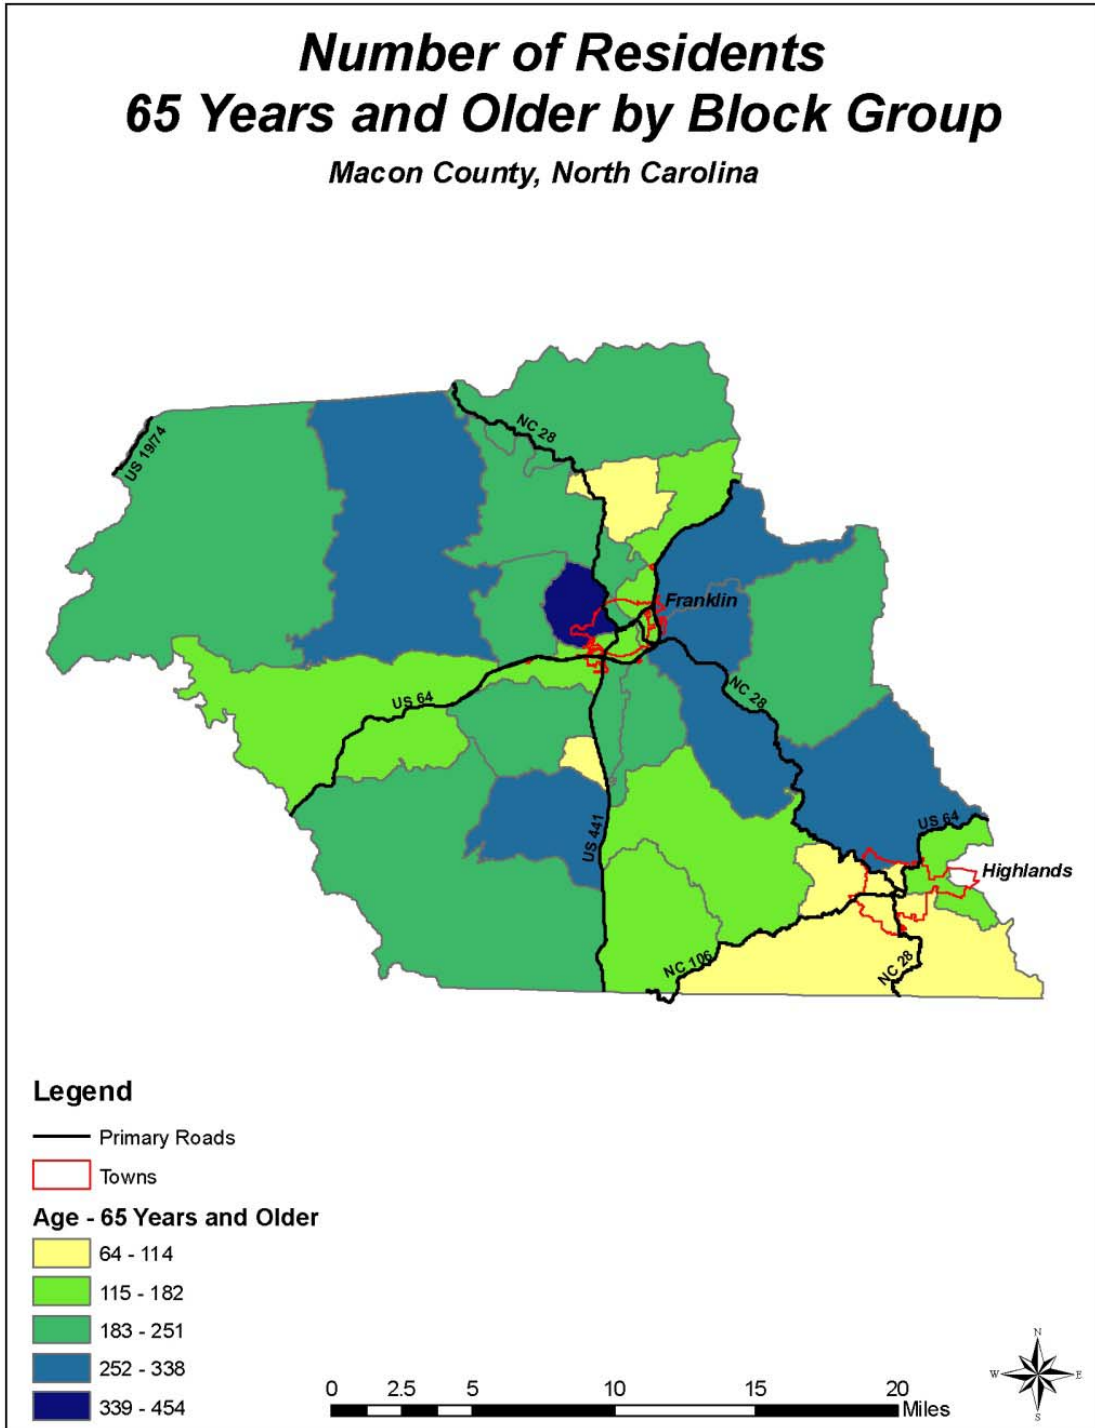 Number of Residents
65 Years and Older by Block Group
Macon County, North Carolina
NC 28
US 19/74
Franklin
US 64
NC 28
US 441
US 64
Highlands
NC 106
NC 28
Legend
Primary Roads
Towns
Age - 65 Years and Older
64 - 114
115 - 182
183 - 251
252 - 338
339 - 454
0 2.5 5 10 15 20
Miles
N
W E
S